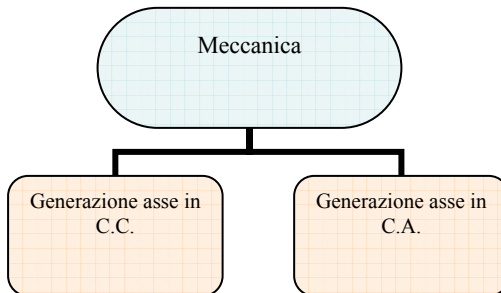 Meccanica
Generazione asse in
C.C.
Generazione asse in
C.A.